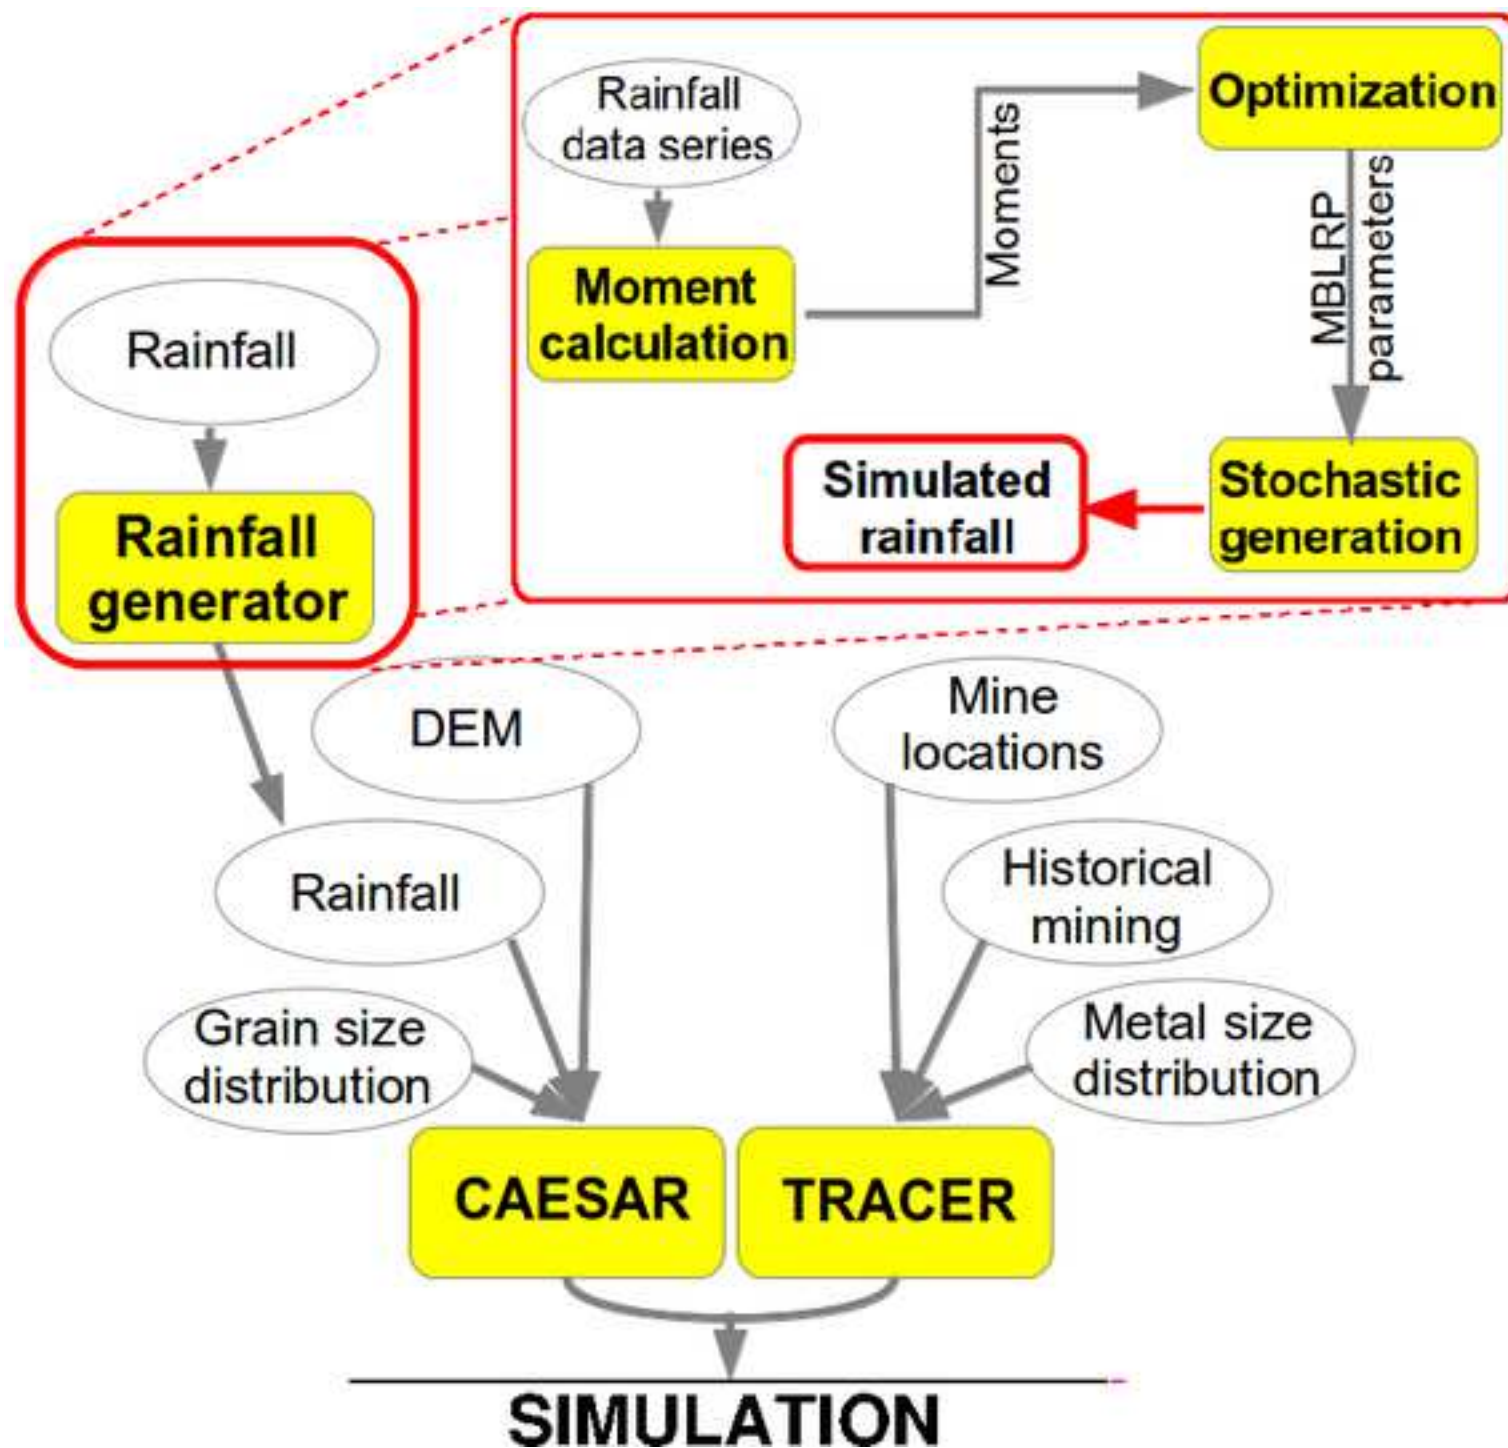 Rainfall
data series
Moment
calculation
Moments
Optimization
MBLRP
parameters
Stochastic
generation
Simulated
rainfall
Rainfall
Rainfall
generator
DEM
Mine
locations
Rainfall
Historical
mining
Grain size
distribution
Metal size
distribution
CAESAR
TRACER
SIMULATION